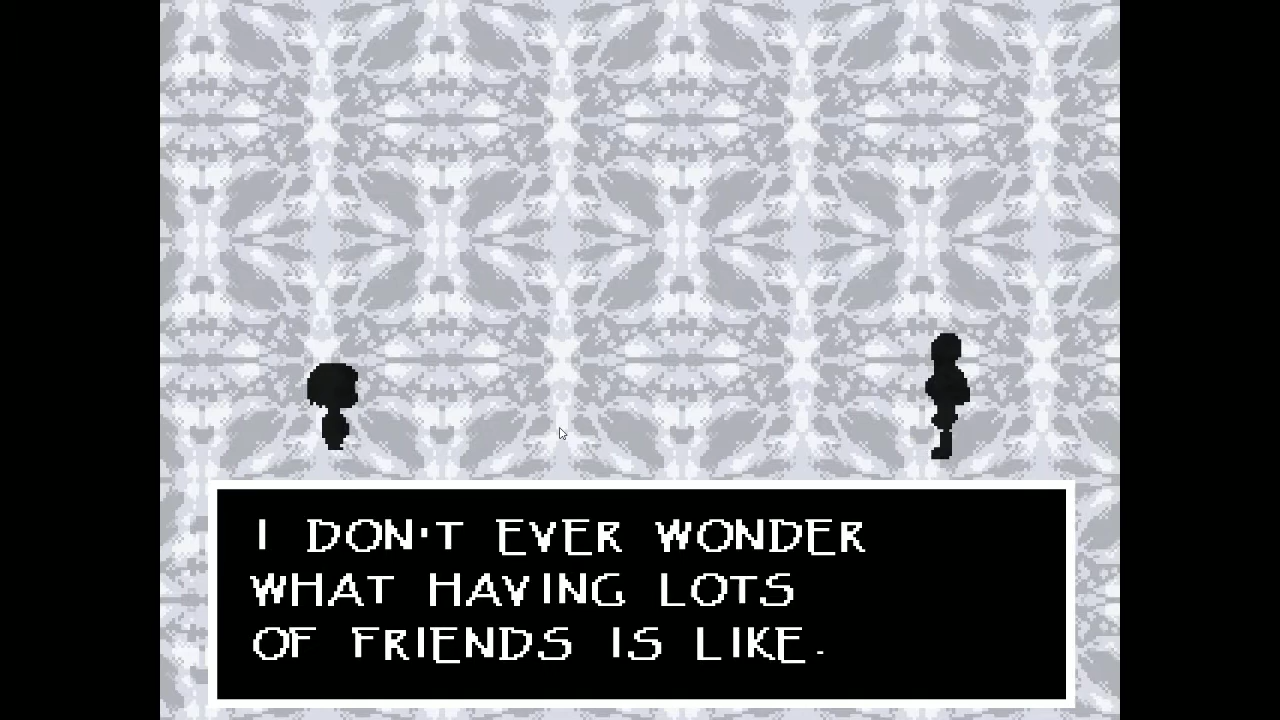 I DON'T EVER WONDER
WHAT HAVING LOTS
OF FRIENDS IS LIKE.